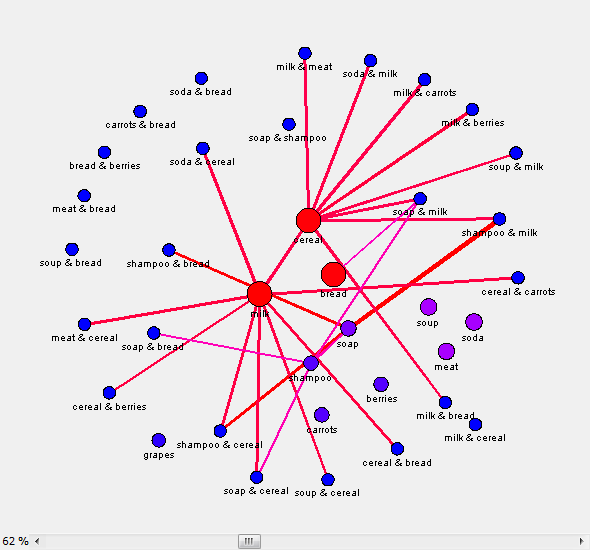 milk & meat
soda & milk
soda & bread
milk & carrots
carrots & bread
milk & berries
soap & shampoo
bread & berries
soda & cereal
soup & milk
meat & bread
soap & milk
shampoo & milk
cereal
soup & bread
shampoo & bread
bread
cereal & carrots
milk
soup
soda
meat & cereal
soap & bread
soap
meat
shampoo
berries
cereal & berries
milk & bread
carrots
milk & cereal
shampoo & cereal
grapes
cereal & bread
soap & cereal
soup & cereal
62 %